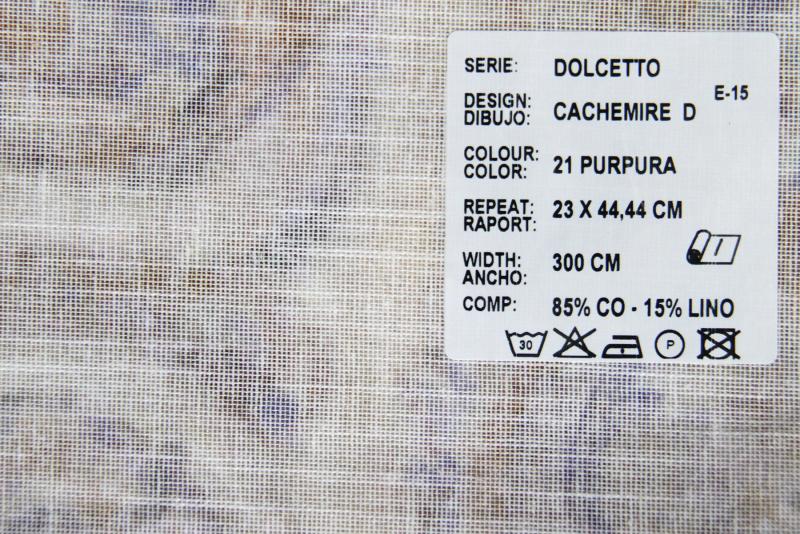 SERIE: DOLCETTO
E-15
DESIGN:
DIBUJO: CACHEMIRE D
COLOUR:
COLOR: 21 PURPURA
REPEAT: 23 X 44,44 CM
RAPORT:
WIDTH: 300 CM
ANCHO:
COMP: 85% CO - 15% LINO
30 P